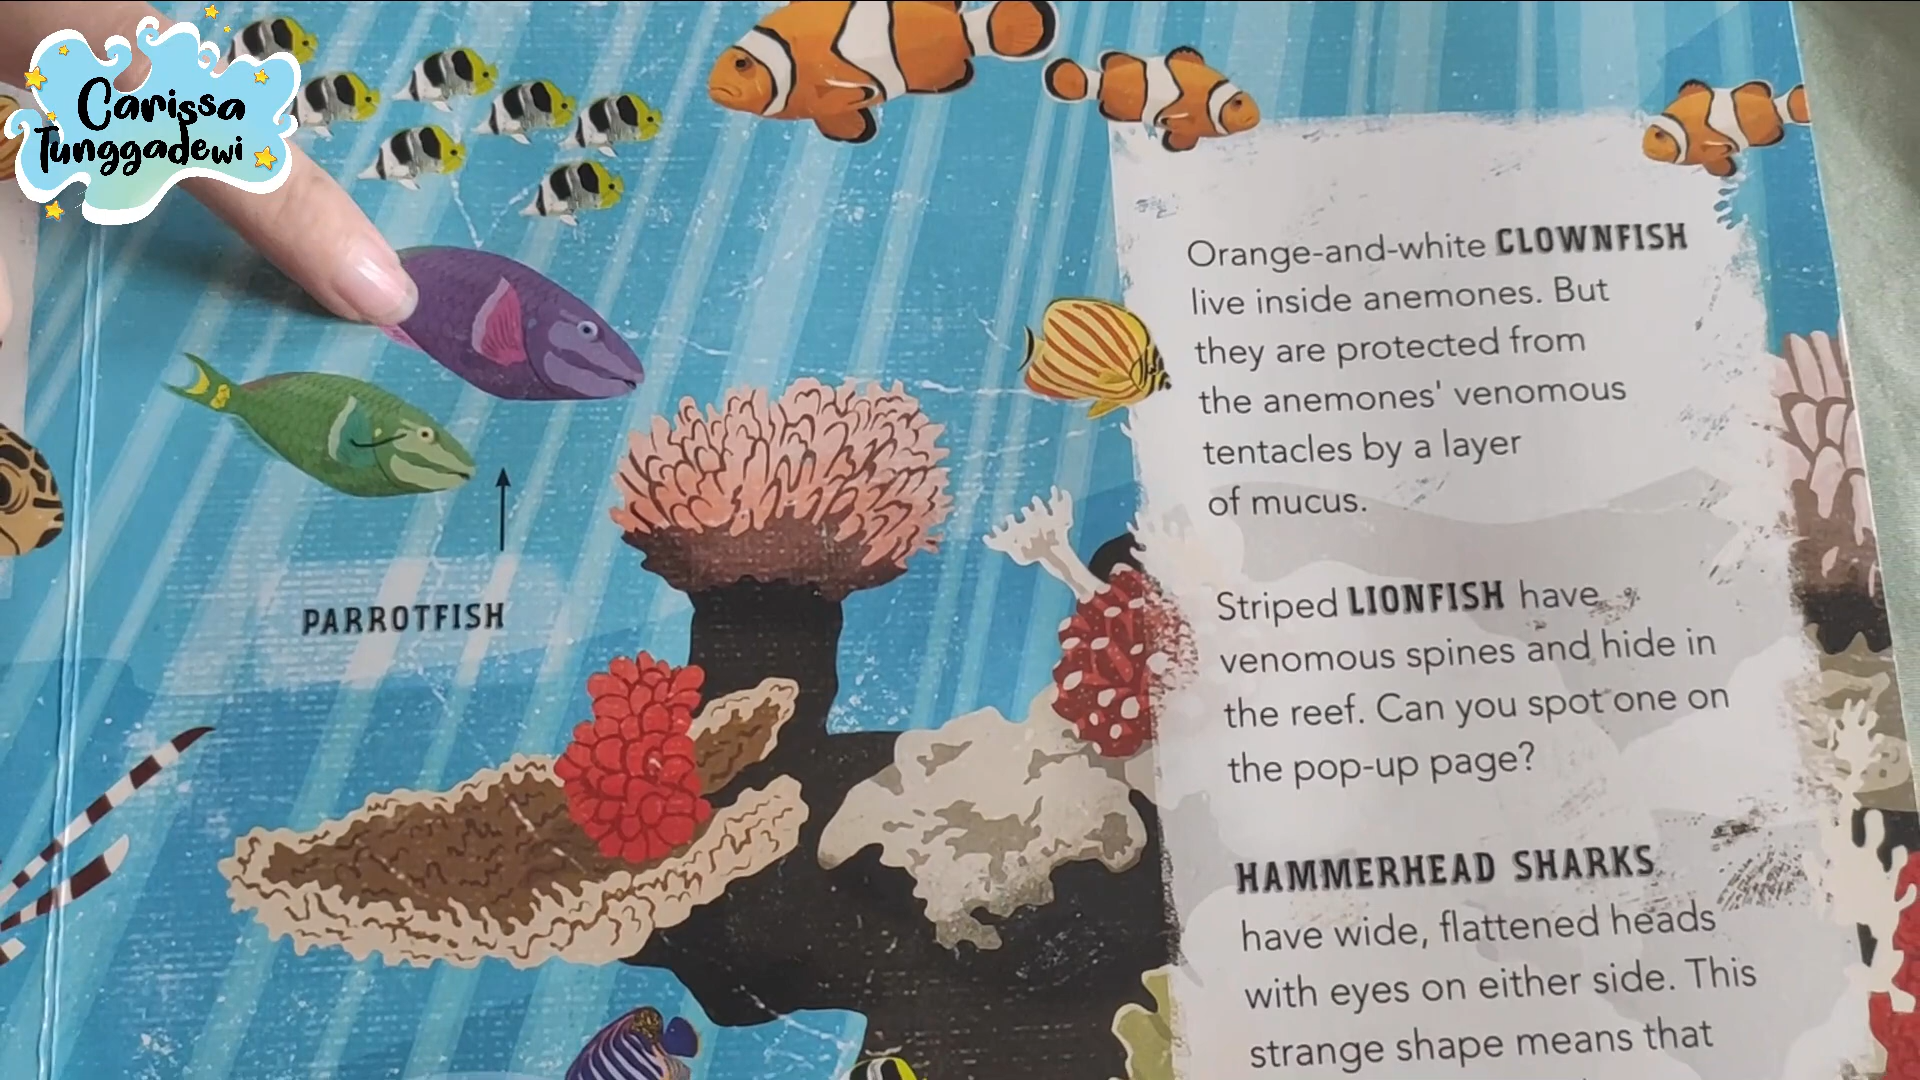 Carissa
Tunggadewi
PARROTFISH
Orange-and-white CLOWNFISH
live inside anemones. But
they are protected from
the anemones' venomous
tentacles by a layer
of mucus.
Striped LIONFISH have
venomous spines and hide in
the reef. Can you spot one on
the pop-up page?
HAMMERHEAD SHARKS
have wide, flattened heads
with eyes on either side. This
strange shape means that